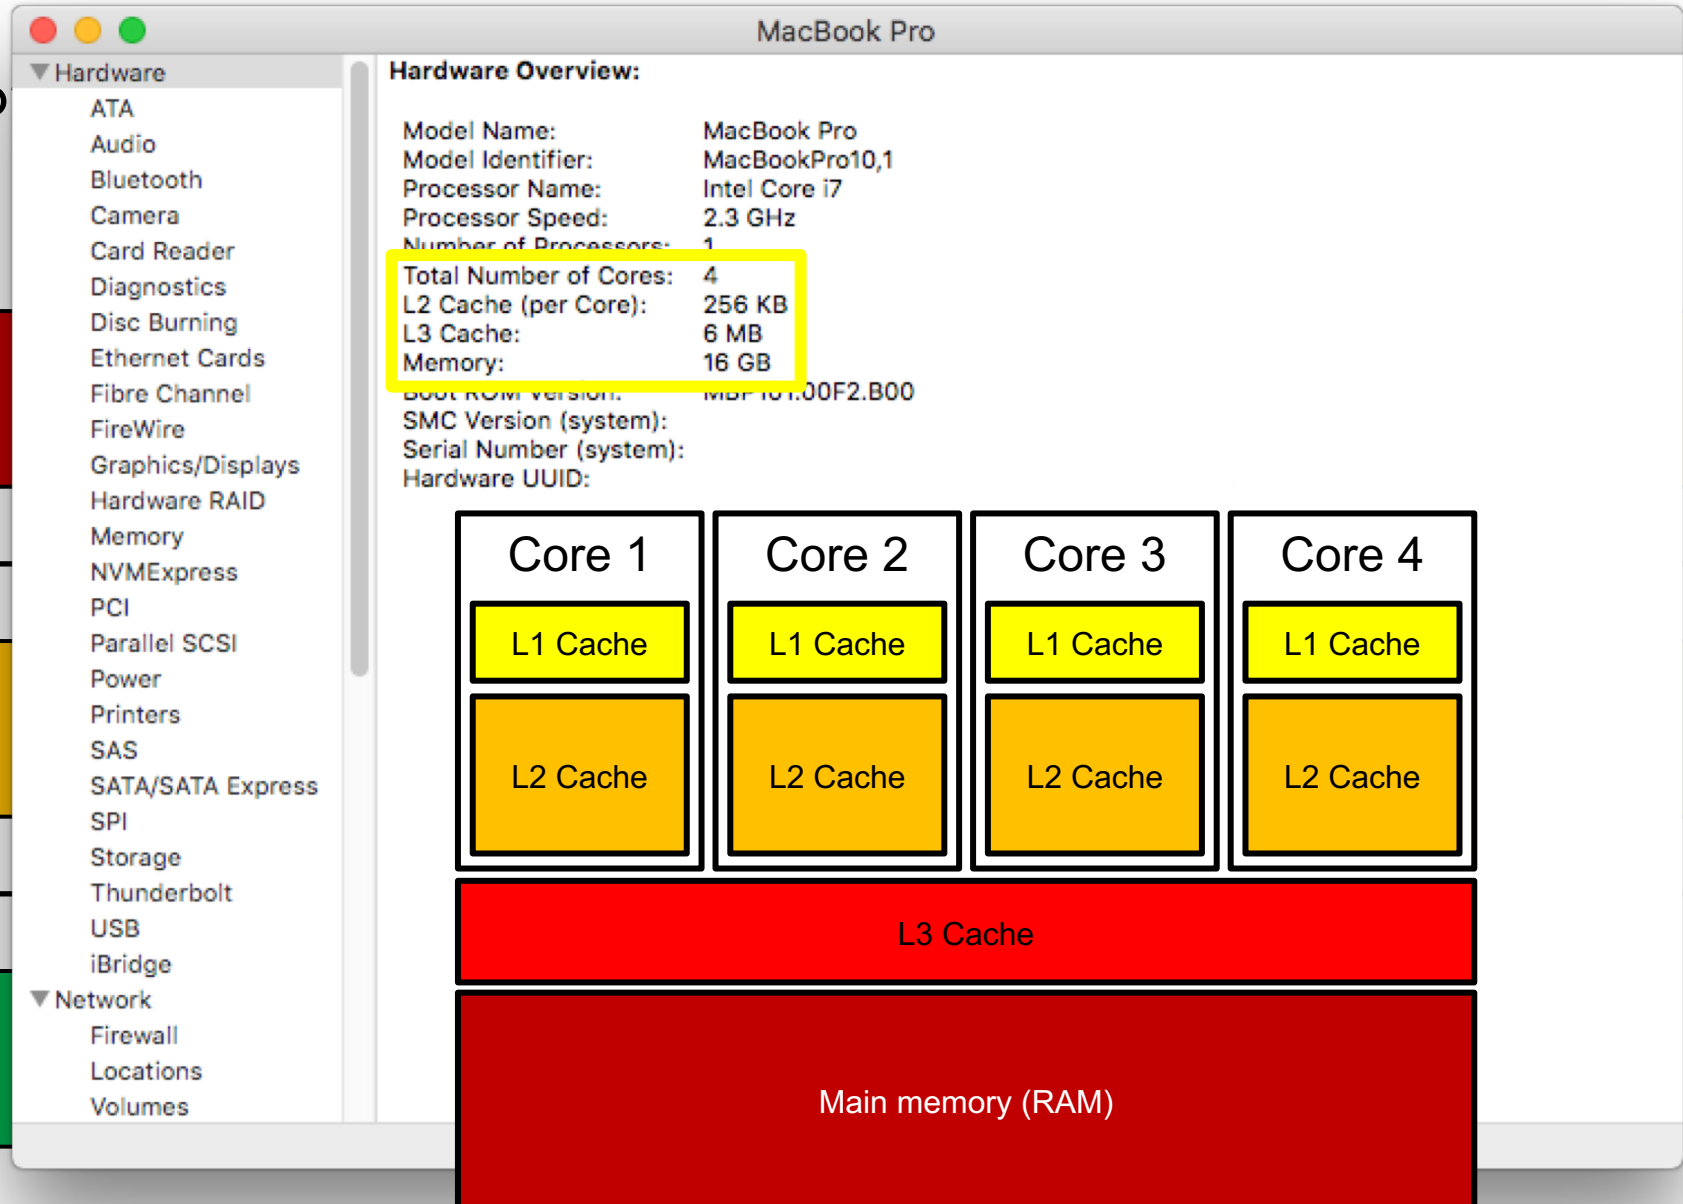 MacBook Pro
Hardware
ATA
Audio
Bluetooth
Camera
Card Reader
Diagnostics
Disc Burning
Ethernet Cards
Fibre Channel
FireWire
Graphics/Displays
Hardware RAID
Memory
NVMExpress
PCI
Parallel SCSI
Power
Printers
SAS
SATA/SATA Express
SPI
Storage
Thunderbolt
USB
iBridge
Network
Firewall
Locations
Volumes
Hardware Overview:
Model Name: MacBook Pro
Model Identifier: MacBookPro10,1
Processor Name: Intel Core i7
Processor Speed: 2.3 GHz
Number of Processors: 1
Total Number of Cores: 4
L2 Cache (per Core): 256 KB
L3 Cache: 6 MB
Memory: 16 GB
Boot ROM Version: MBP101.00F2.B00
SMC Version (system):
Serial Number (system):
Hardware UUID:
Core 1 Core 2 Core 3 Core 4
L1 Cache L1 Cache L1 Cache L1 Cache
L2 Cache L2 Cache L2 Cache L2 Cache
L3 Cache
Main memory (RAM)